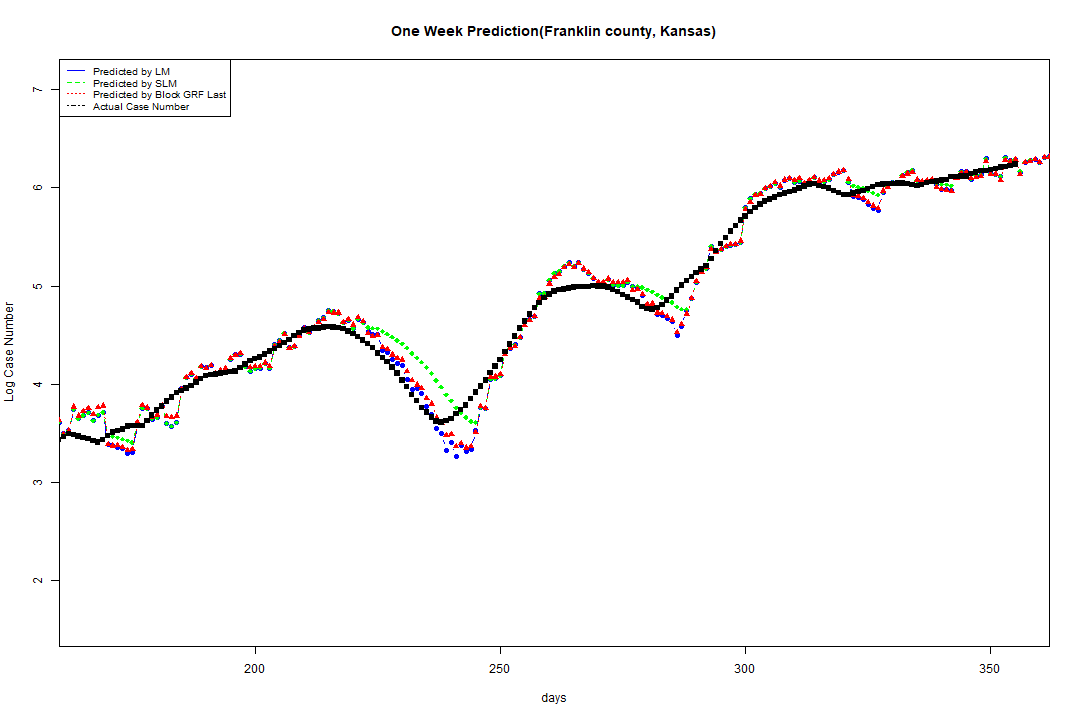 One Week Prediction(Franklin county, Kansas)
Predicted by LM
Predicted by SLM
Predicted by Block GRF Last
Actual Case Number
7
6
5
4
3
2
Log Case Number
200 250 300 350
days